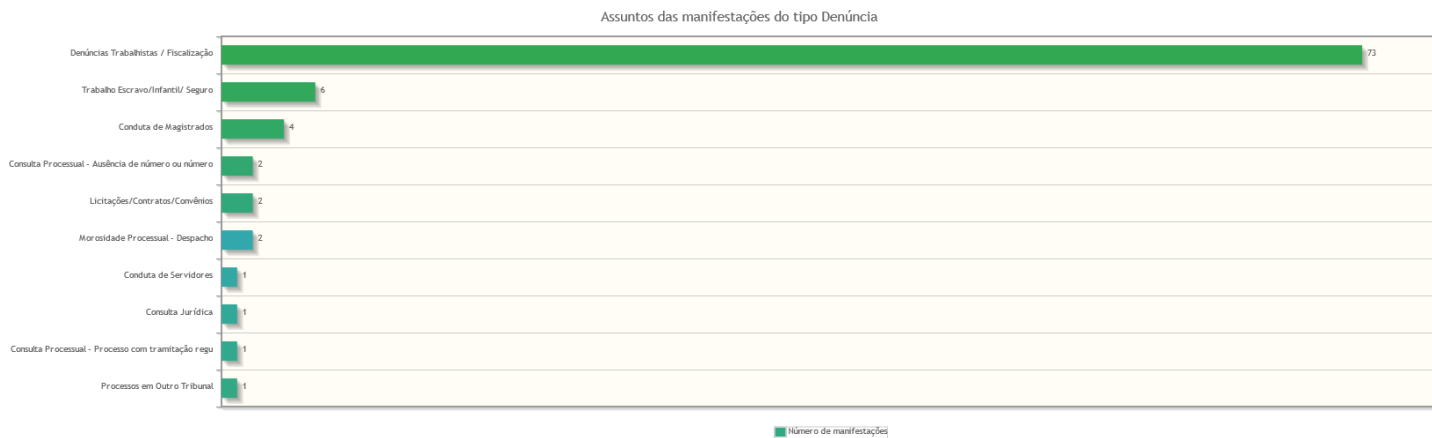 Assuntos das manifestações do tipo Denúncia
Denúncias Trabalhistas / Fiscalização 73
Trabalho Escravo/Infantil/ Seguro 6
Conduta de Magistrados 4
Consulta Processual - Ausência de número ou número 2
Licitações/Contratos/Convênios 2
Morosidade Processual - Despacho 2
Conduta de Servidores 1
Consulta Jurídica 1
Consulta Processual - Processo com tramitação regu 1
Processos em Outro Tribunal 1
Número de manifestações